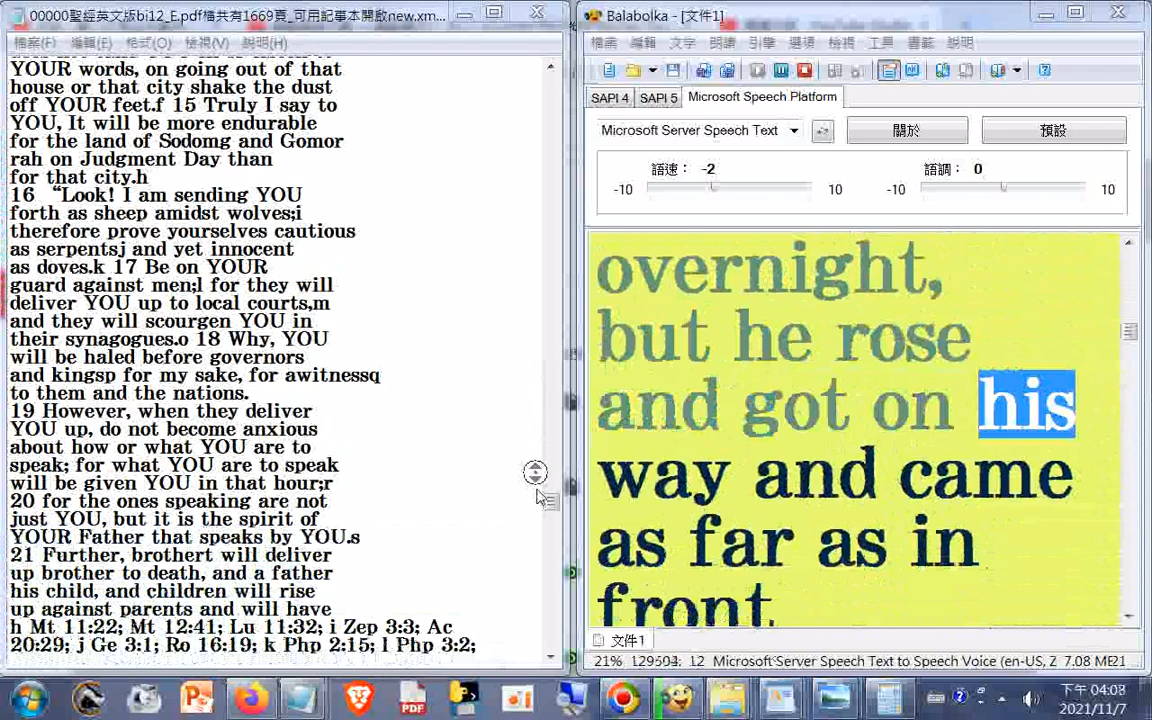 00000聖經英文版bi12_E.pdf檔共有1669頁_可用記事本開啟new.xm...
檔案(F) 編輯(E) 格式(O) 檢視(V) 說明(H)
YOUR words, on going out of that
house or that city shake the dust
off YOUR feet.f 15 Truly I say to
YOU, It will be more endurable
for the land of Sodomg and Gomor
rah on Judgment Day than
for that city.h
16 “Look! I am sending YOU
forth as sheep amidst wolves;i
therefore prove yourselves cautious
as serpentsj and yet innocent
as doves.k 17 Be on YOUR
guard against men;l for they will
deliver YOU up to local courts,m
and they will scourgen YOU in
their synagogues.o 18 Why, YOU
will be haled before governors
and kingsp for my sake, for awitnessq
to them and the nations.
19 However, when they deliver
YOU up, do not become anxious
about how or what YOU are to
speak; for what YOU are to speak
will be given YOU in that hour;r
20 for the ones speaking are not
just YOU, but it is the spirit of
YOUR Father that speaks by YOU.s
21 Further, brothert will deliver
up brother to death, and a father
his child, and children will rise
up against parents and will have
h Mt 11:22; Mt 12:41; Lu 11:32; i Zep 3:3; Ac
20:29; j Ge 3:1; Ro 16:19; k Php 2:15; l Php 3:2;
Balabolka - [文件1]
檔案 編輯 文字 朗讀 引擎 選項 檢視 工具 書籤 說明
SAPI 4 SAPI 5 Microsoft Speech Platform
Microsoft Server Speech Text 關於 預設
語速： -2 語調： 0
-10 10 -10 10
overnight,
but he rose
and got on his
way and came
as far as in
front
文件1
21% 12 Microsoft Server Speech Text to Speech Voice (en-US, Z 7.08 ME21
下午 04:08
2021/11/7